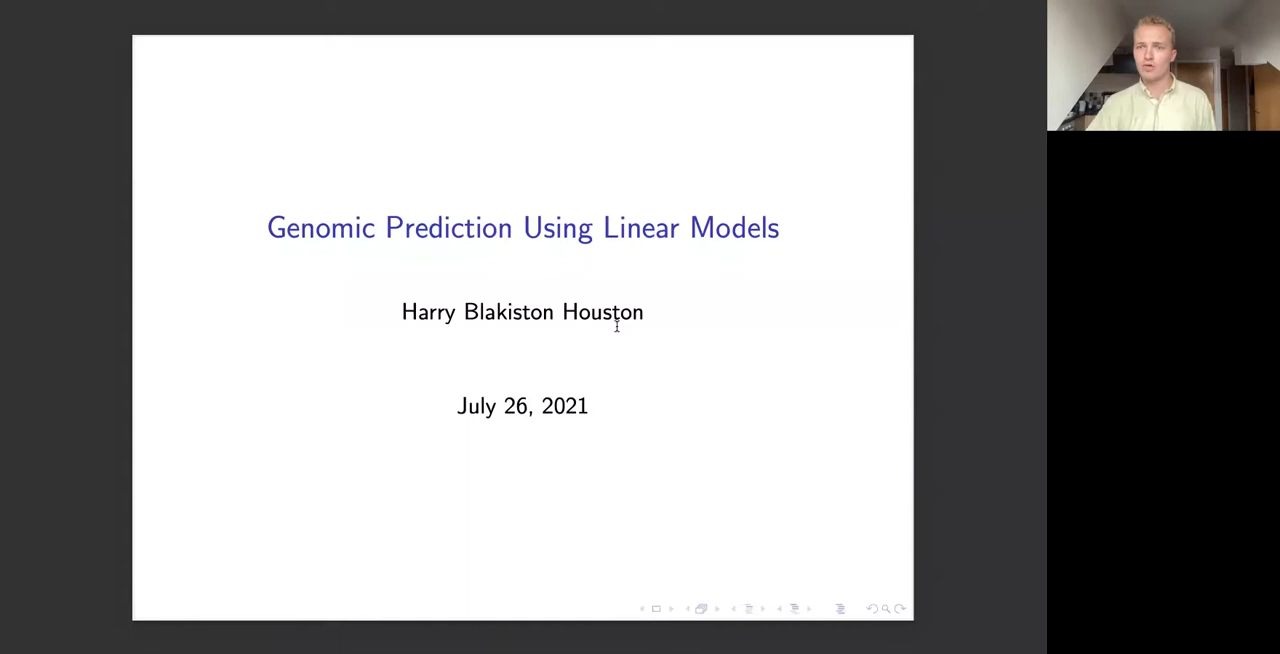 Genomic Prediction Using Linear Models
Harry Blakiston Houston
July 26, 2021